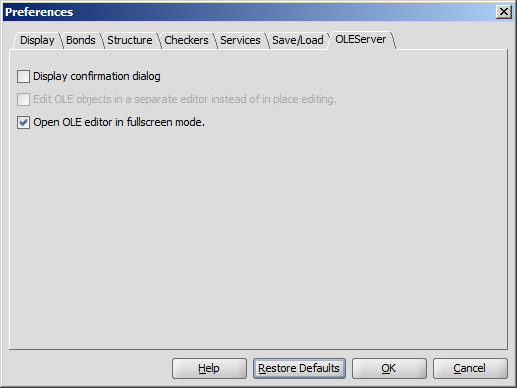 Preferences
Display Bonds Structure Checkers Services Save/Load OLEServer
Display confirmation dialog
Edit OLE objects in a separate editor instead of in place editing.
Open OLE editor in fullscreen mode.
Help Restore Defaults OK Cancel